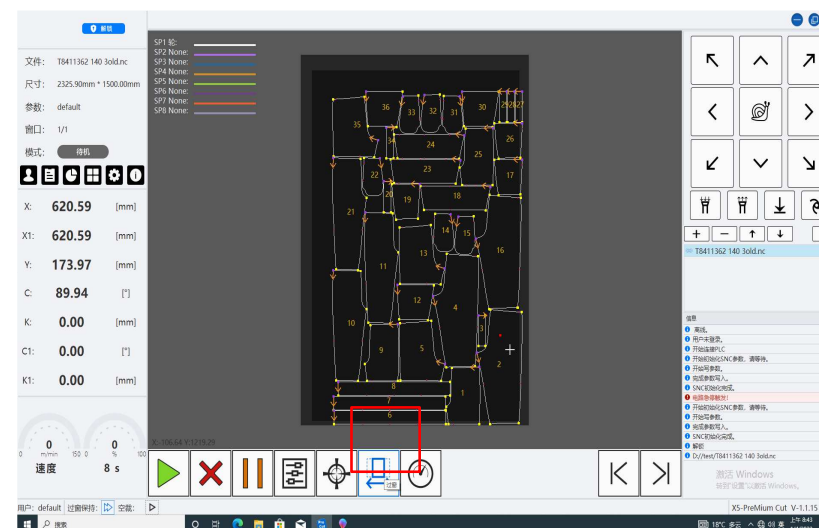 解锁
文件: T8411362 140 3old.nc
尺寸: 2325.90mm * 1500.00mm
参数: default
窗口: 1/1
模式: 待机
X: 620.59 [mm]
X1: 620.59 [mm]
Y: 173.97 [mm]
C: 89.94 [°]
K: 0.00 [mm]
C1: 0.00 [°]
K1: 0.00 [mm]
0 m/min 150
0
0 % 100
速度 8 s
SP1 轮:
SP2 None:
SP3 None:
SP4 None:
SP5 None:
SP6 None:
SP7 None:
SP8 None:
36 33 32 31 30 29 28 27
35 34 24 25 26
22 23 17
20 19 18
21 14 15
13 16
11
12 4
10 3
9 5 2
8 1
7
6
X:-106.64 Y:1219.29
过窗
T8411362 140 3old.nc
信息
离线。
用户未登录。
开始连接PLC
开始初始化SNC参数，请等待。
开始写参数。
完成参数写入。
SNC初始化完成。
电路急停触发!
开始初始化SNC参数，请等待。
开始写参数。
完成参数写入。
SNC初始化完成。
解锁
D://test/T8411362 140 3old.nc
激活 Windows
转到"设置"以激活 Windows。
用户: default 过窗保持: 空载:
X5-PreMium Cut V-1.1.15
搜索
18°C 多云 英 上午 8:43